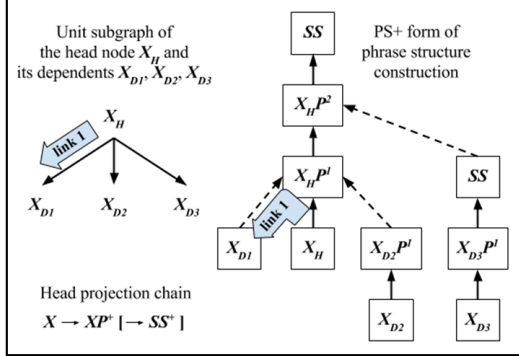 Unit subgraph of
the head node X_H and
its dependents X_D1, X_D2, X_D3
X_H
link 1
X_D1 X_D2 X_D3
Head projection chain
X → XP⁺ [→ SS⁺ ]
PS+ form of
phrase structure
construction
SS
X_HP²
X_HP¹
SS
link 1
X_D1 X_H X_D2P¹ X_D3P¹
X_D2 X_D3